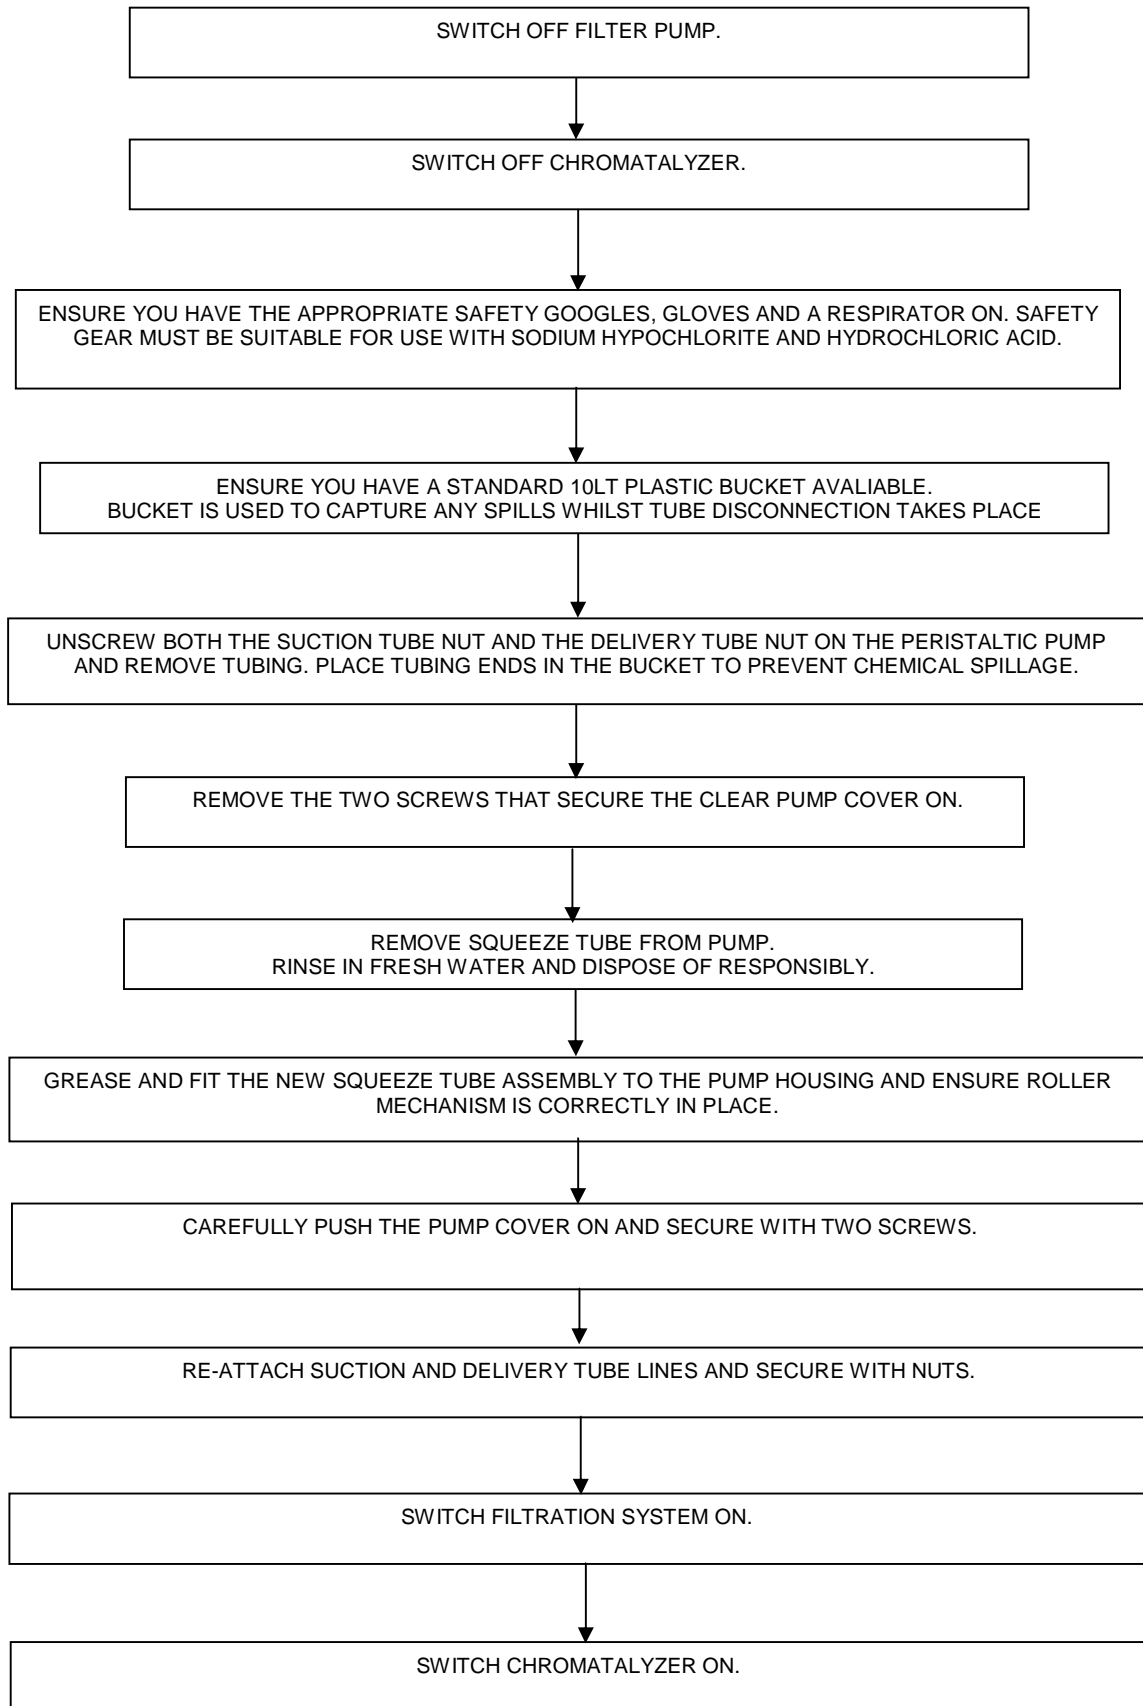 SWITCH OFF FILTER PUMP.
SWITCH OFF CHROMATALYZER.
ENSURE YOU HAVE THE APPROPRIATE SAFETY GOOGLES, GLOVES AND A RESPIRATOR ON. SAFETY
GEAR MUST BE SUITABLE FOR USE WITH SODIUM HYPOCHLORITE AND HYDROCHLORIC ACID.
ENSURE YOU HAVE A STANDARD 10LT PLASTIC BUCKET AVALIABLE.
BUCKET IS USED TO CAPTURE ANY SPILLS WHILST TUBE DISCONNECTION TAKES PLACE
UNSCREW BOTH THE SUCTION TUBE NUT AND THE DELIVERY TUBE NUT ON THE PERISTALTIC PUMP
AND REMOVE TUBING. PLACE TUBING ENDS IN THE BUCKET TO PREVENT CHEMICAL SPILLAGE.
REMOVE THE TWO SCREWS THAT SECURE THE CLEAR PUMP COVER ON.
REMOVE SQUEEZE TUBE FROM PUMP.
RINSE IN FRESH WATER AND DISPOSE OF RESPONSIBLY.
GREASE AND FIT THE NEW SQUEEZE TUBE ASSEMBLY TO THE PUMP HOUSING AND ENSURE ROLLER
MECHANISM IS CORRECTLY IN PLACE.
CAREFULLY PUSH THE PUMP COVER ON AND SECURE WITH TWO SCREWS.
RE-ATTACH SUCTION AND DELIVERY TUBE LINES AND SECURE WITH NUTS.
SWITCH FILTRATION SYSTEM ON.
SWITCH CHROMATALYZER ON.